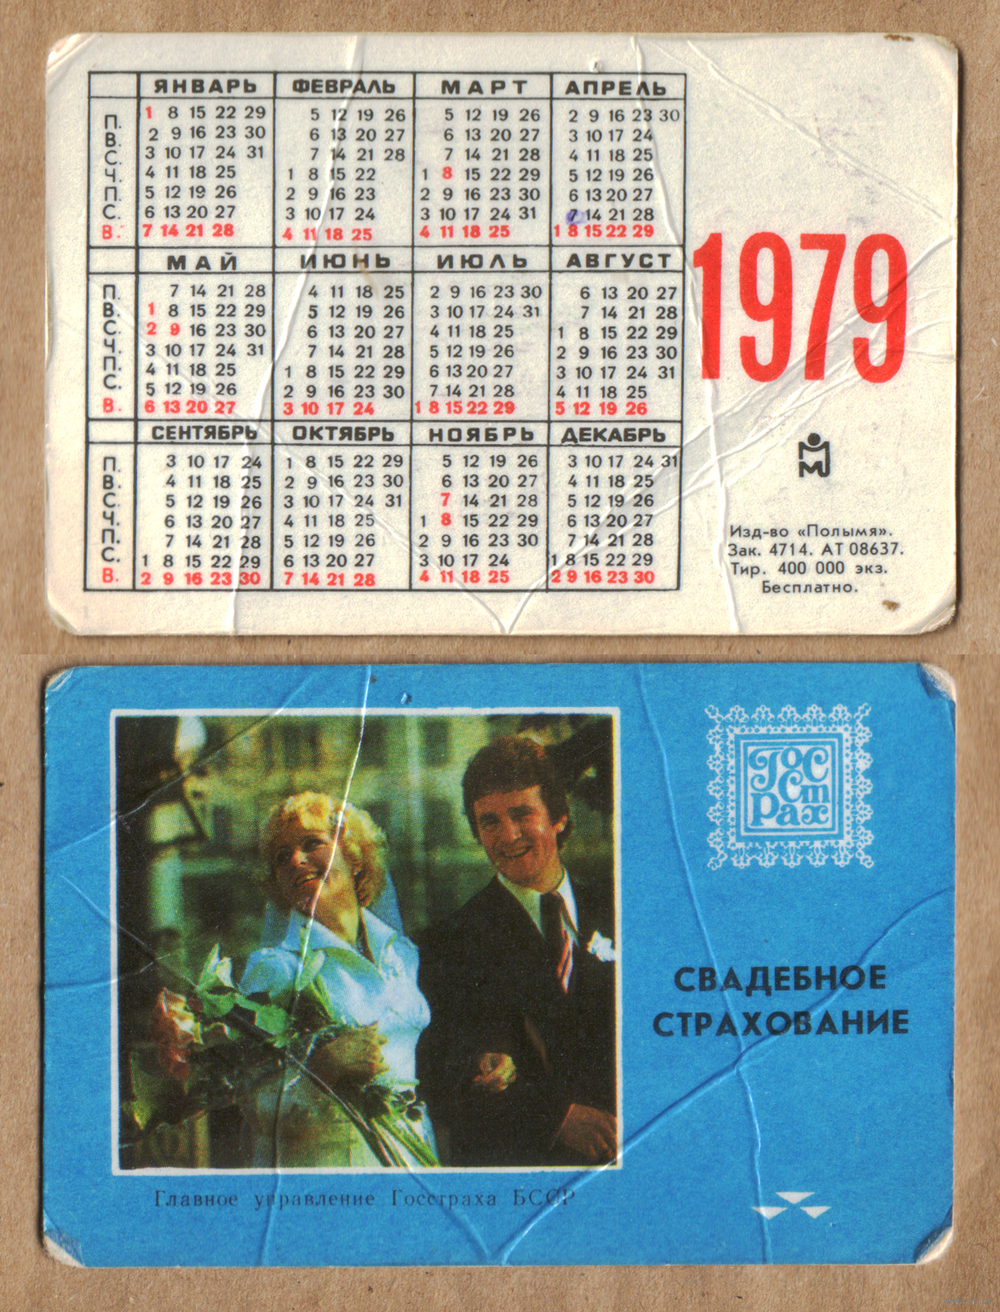 ЯНВАРЬ ФЕВРАЛЬ МАРТ АПРЕЛЬ
П. 1 8 15 22 29 5 12 19 26 5 12 19 26 2 9 16 23 30
В. 2 9 16 23 30 6 13 20 27 6 13 20 27 3 10 17 24
С. 3 10 17 24 31 7 14 21 28 7 14 21 28 4 11 18 25
Ч. 4 11 18 25 1 8 15 22 1 8 15 22 29 5 12 19 26
П. 5 12 19 26 2 9 16 23 2 9 16 23 30 6 13 20 27
С. 6 13 20 27 3 10 17 24 3 10 17 24 31 7 14 21 28
В. 7 14 21 28 4 11 18 25 4 11 18 25 1 8 15 22 29
МАЙ ИЮНЬ ИЮЛЬ АВГУСТ
П. 7 14 21 28 4 11 18 25 2 9 16 23 30 6 13 20 27
В. 1 8 15 22 29 5 12 19 26 3 10 17 24 31 7 14 21 28
С. 2 9 16 23 30 6 13 20 27 4 11 18 25 1 8 15 22 29
Ч. 3 10 17 24 31 7 14 21 28 5 12 19 26 2 9 16 23 30
П. 4 11 18 25 1 8 15 22 29 6 13 20 27 3 10 17 24 31
С. 5 12 19 26 2 9 16 23 30 7 14 21 28 4 11 18 25
В. 6 13 20 27 3 10 17 24 1 8 15 22 29 5 12 19 26
СЕНТЯБРЬ ОКТЯБРЬ НОЯБРЬ ДЕКАБРЬ
П. 3 10 17 24 1 8 15 22 29 5 12 19 26 3 10 17 24 31
В. 4 11 18 25 2 9 16 23 30 6 13 20 27 4 11 18 25
С. 5 12 19 26 3 10 17 24 31 7 14 21 28 5 12 19 26
Ч. 6 13 20 27 4 11 18 25 1 8 15 22 29 6 13 20 27
П. 7 14 21 28 5 12 19 26 2 9 16 23 30 7 14 21 28
С. 1 8 15 22 29 6 13 20 27 3 10 17 24 1 8 15 22 29
В. 2 9 16 23 30 7 14 21 28 4 11 18 25 2 9 16 23 30
1979
Изд-во «Полымя».
Зак. 4714. АТ 08637.
Тир. 400 000 экз.
Бесплатно.
Гос
ст
рах
СВАДЕБНОЕ
СТРАХОВАНИЕ
Главное управление Госстраха БССР